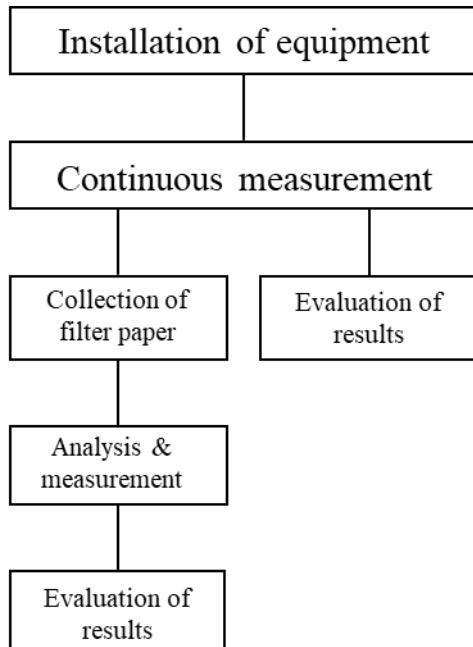 Installation of equipment
Continuous measurement
Collection of
filter paper
Evaluation of
results
Analysis &
measurement
Evaluation of
results